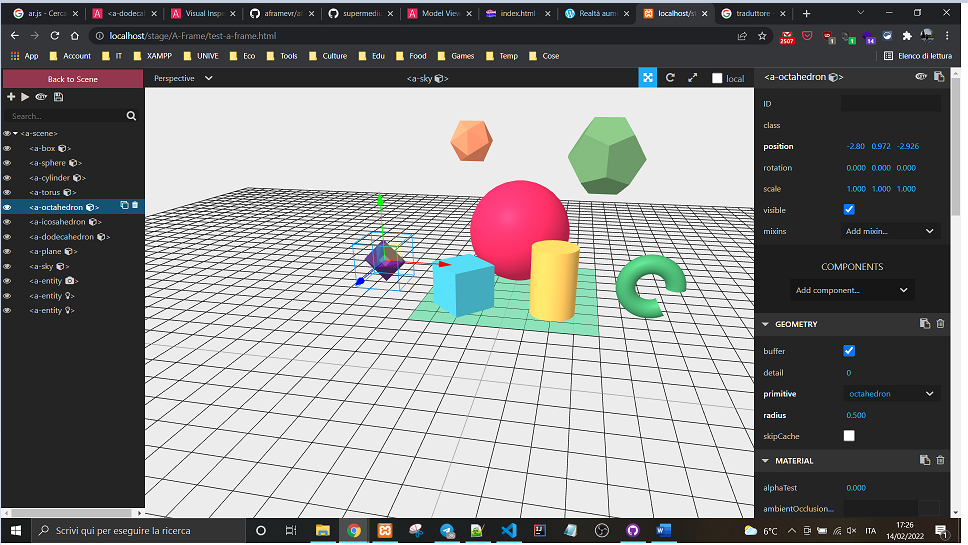 ar.js - Cerca
<a-dodecal
Visual Insp
aframevr/a
supermedi
Model View
index.html
Realtà aum
localhost/st
traduttore
localhost/stage/A-Frame/test-a-frame.html
2507
1
1
14
App
Account
IT
XAMPP
UNIVE
Eco
Tools
Culture
Edu
Food
Games
Temp
Cose
Elenco di lettura
Back to Scene
Perspective
<a-sky>
local
<a-octahedron>
Search...
<a-scene>
<a-box>
<a-sphere>
<a-cylinder>
<a-torus>
<a-octahedron>
<a-icosahedron>
<a-dodecahedron>
<a-plane>
<a-sky>
<a-entity>
<a-entity>
<a-entity>
ID
class
position -2.80 0.972 -2.926
rotation 0.000 0.000 0.000
scale 1.000 1.000 1.000
visible
mixins Add mixin...
COMPONENTS
Add component...
GEOMETRY
buffer
detail 0
primitive octahedron
radius 0.500
skipCache
MATERIAL
alphaTest 0.000
ambientOcclusion...
Scrivi qui per eseguire la ricerca
6°C
ITA
17:26
14/02/2022
1